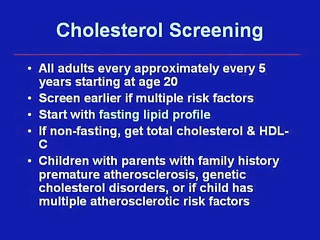 Cholesterol Screening
• All adults every approximately every 5
years starting at age 20
• Screen earlier if multiple risk factors
• Start with fasting lipid profile
• If non-fasting, get total cholesterol & HDL-
C
• Children with parents with family history
premature atherosclerosis, genetic
cholesterol disorders, or if child has
multiple atherosclerotic risk factors